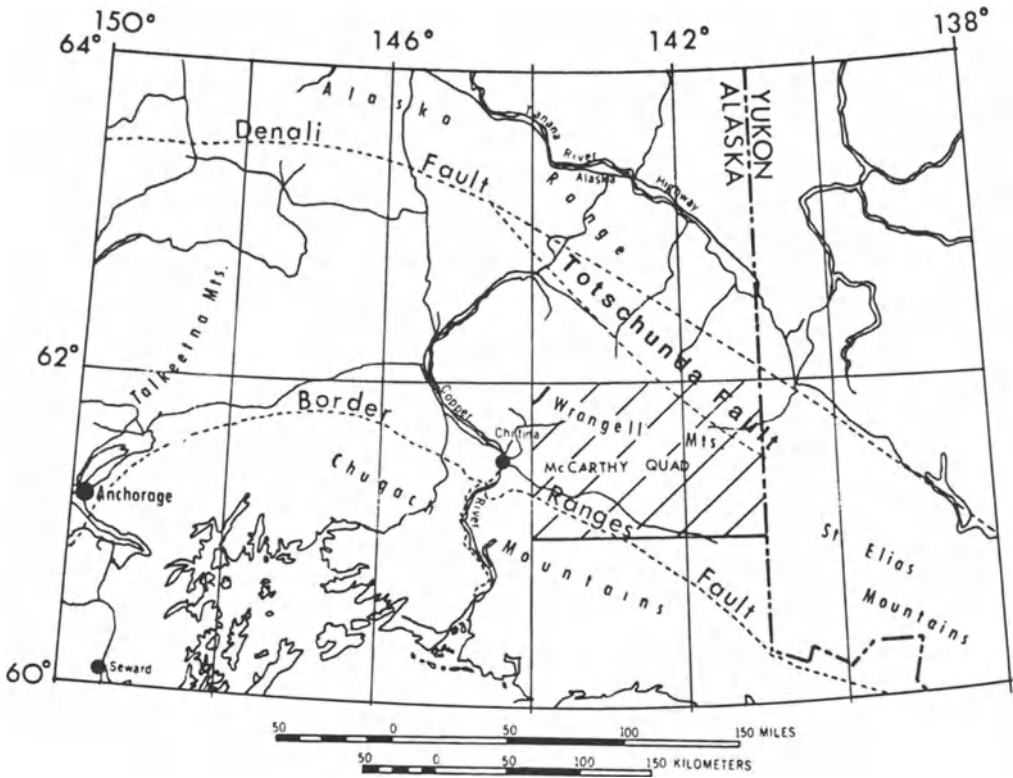 150° 146° 142° 138°
64°
Alaska
Tanana
River
Alaska
Highway
Range
YUKON
ALASKA
Denali
Fault
Totschunda Fault
Talkeetna Mts.
62°
Border
Ranges
Fault
Copper
River
Chitina
Wrangell
Mts.
McCARTHY QUAD
Anchorage
Chugach
Mountains
St. Elias
Mountains
60°
Seward
50 0 50 100 150 MILES
50 0 50 100 150 KILOMETERS